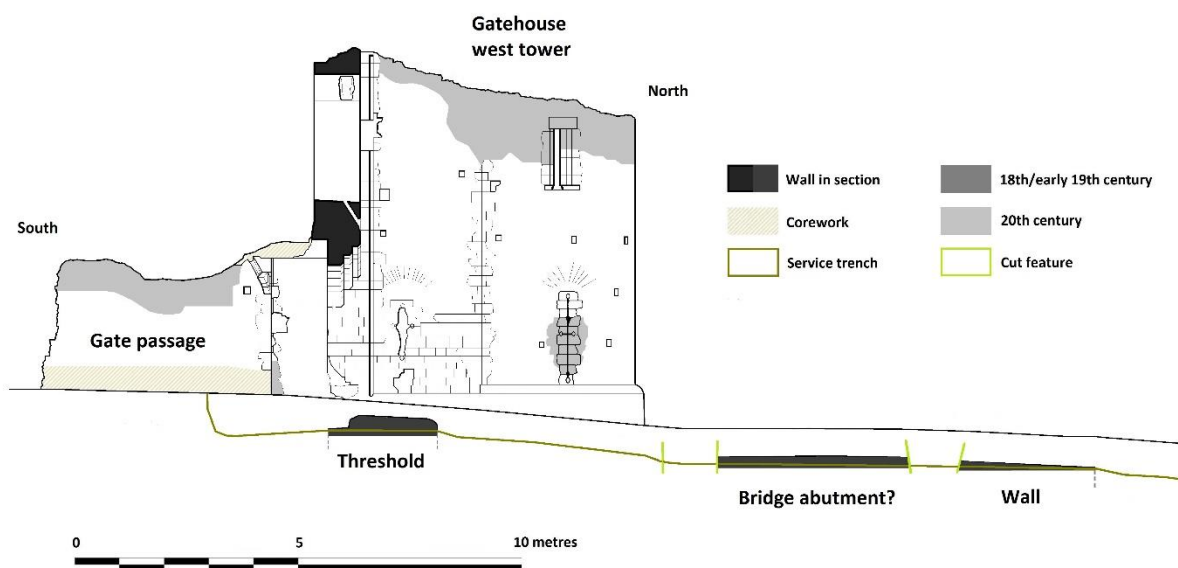 Gatehouse
west tower
North
South
Wall in section
18th/early 19th century
Corework
20th century
Service trench
Cut feature
Gate passage
Threshold
Bridge abutment?
Wall
0
5
10 metres